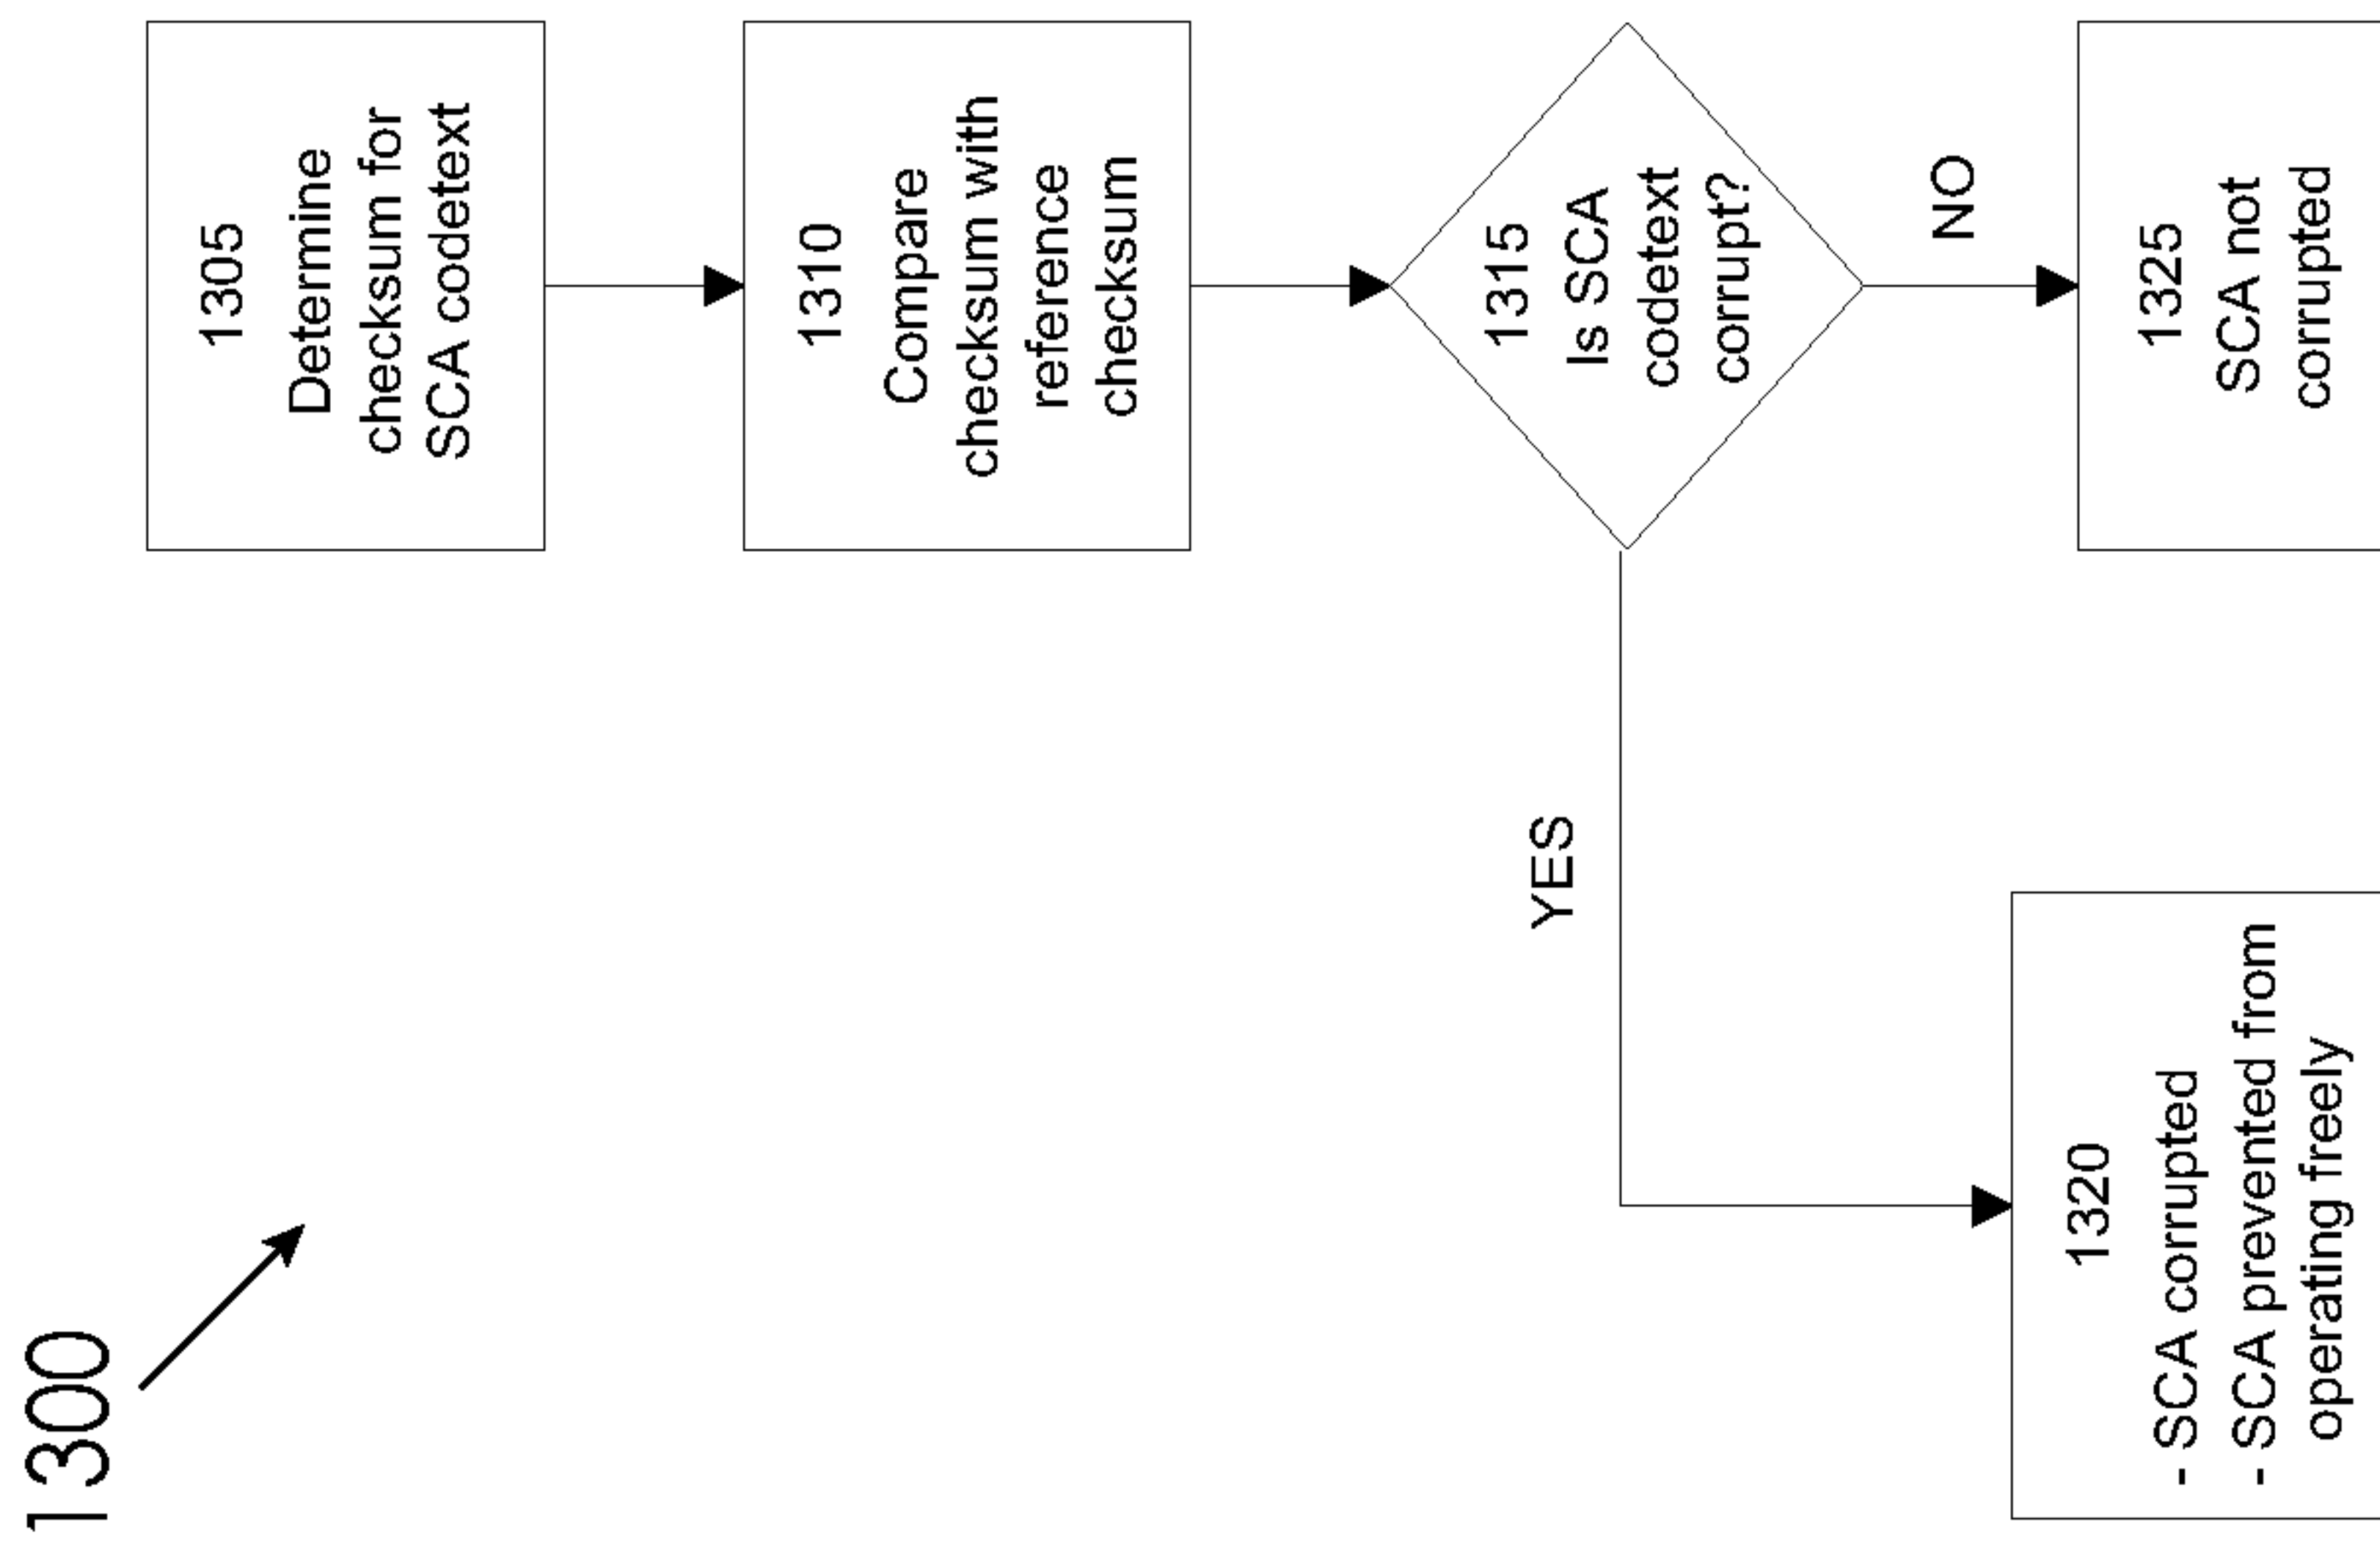 1300
1305
Determine
checksum for
SCA codetext
1310
Compare
checksum with
reference
checksum
1315
Is SCA
codetext
corrupt?
YES
NO
1320
- SCA corrupted
- SCA prevented from
operating freely
1325
SCA not
corrupted